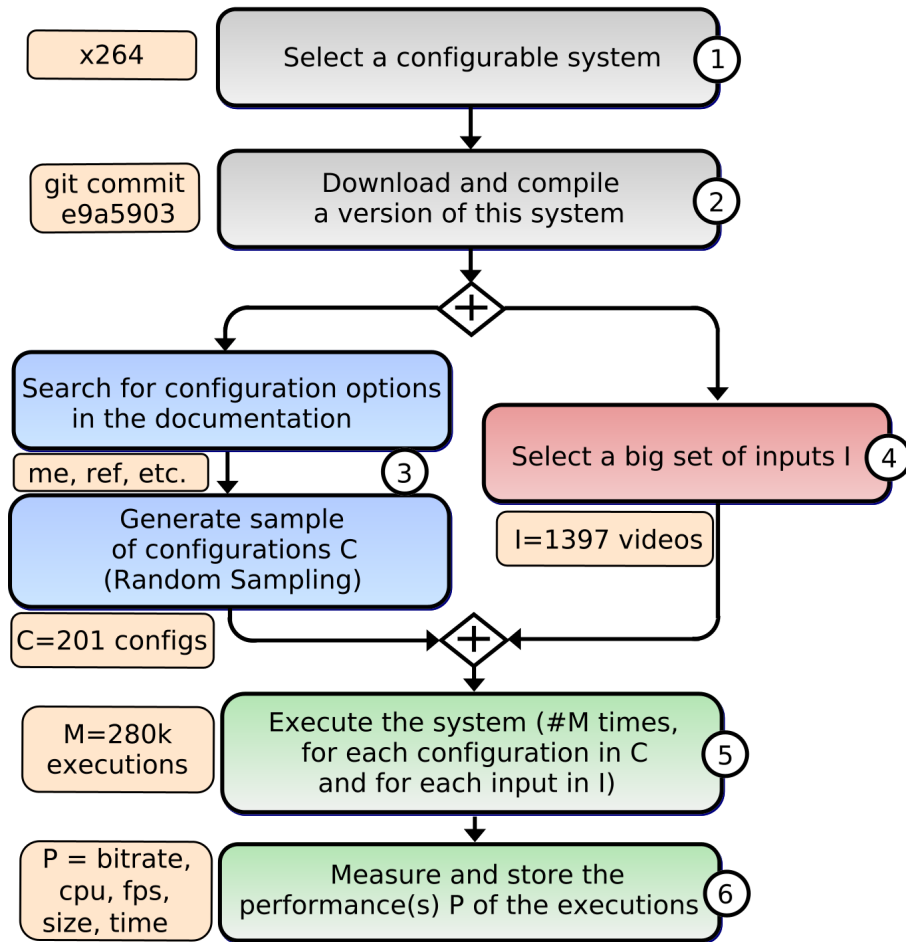 x264
Select a configurable system
1
git commit
e9a5903
Download and compile
a version of this system
2
Search for configuration options
in the documentation
me, ref, etc.
3
Generate sample
of configurations C
(Random Sampling)
C=201 configs
Select a big set of inputs I
4
I=1397 videos
M=280k
executions
Execute the system (#M times,
for each configuration in C
and for each input in I)
5
P = bitrate,
cpu, fps,
size, time
Measure and store the
performance(s) P of the executions
6